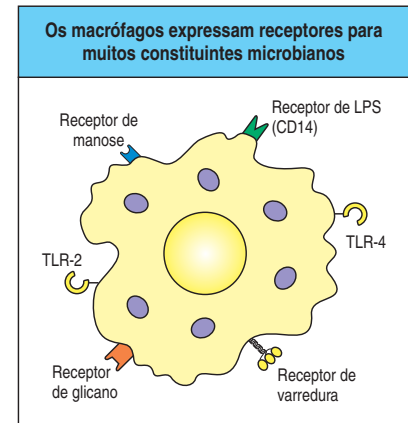 Os macrófagos expressam receptores para
muitos constituintes microbianos
Receptor de
manose
Receptor de LPS
(CD14)
TLR-2
TLR-4
Receptor
de glicano
Receptor de
varredura